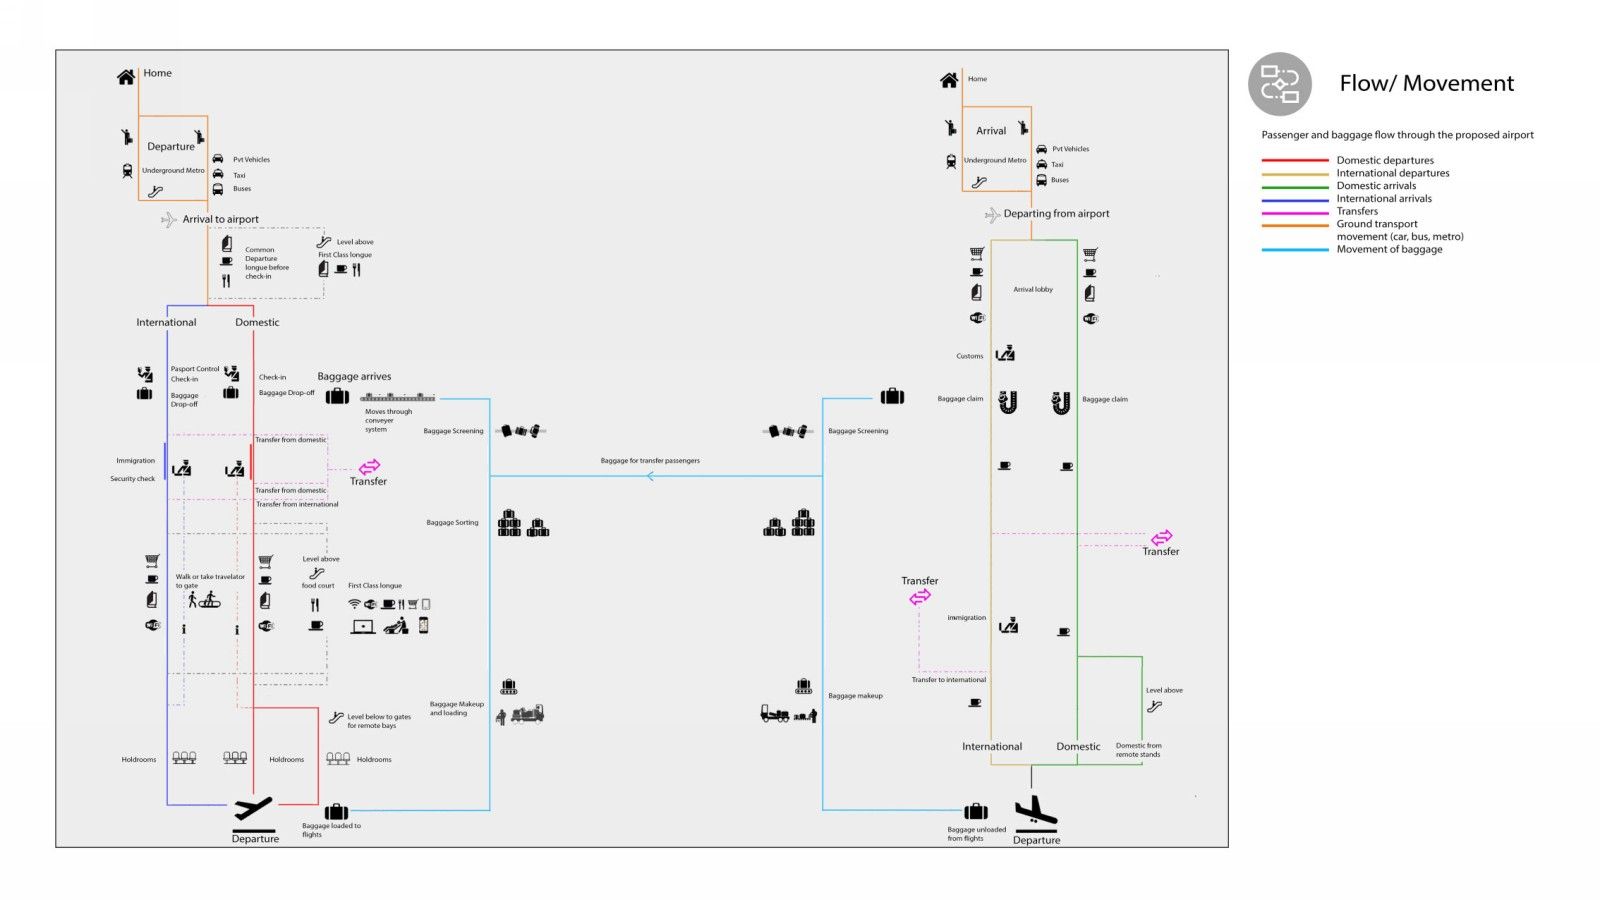 Home
Departure
Underground Metro
Pvt Vehicles
Taxi
Buses
Arrival to airport
Common
Departure
longue before
check-in
Level above
First Class longue
International
Domestic
Pasport Control
Check-in
Baggage
Drop-off
Check-in
Baggage Drop-off
Baggage arrives
Moves through
conveyer
system
Transfer from domestic
Immigration
Security check
Transfer
Transfer from domestic
Transfer from international
Walk or take travelator
to gate
Level above
food court
First Class longue
Level below to gates
for remote bays
Holdrooms
Holdrooms
Holdrooms
Departure
Baggage loaded to
flights
Baggage Screening
Baggage Sorting
Baggage Makeup
and loading
Baggage for transfer passengers
Baggage Screening
Baggage makeup
Home
Arrival
Underground Metro
Pvt Vehicles
Taxi
Buses
Departing from airport
Arrival lobby
Customs
Baggage claim
Baggage claim
Transfer
Transfer
immigration
Transfer to international
Level above
International
Domestic
Domestic from
remote stands
Baggage unloaded
from flights
Departure
Flow/ Movement
Passenger and baggage flow through the proposed airport
Domestic departures
International departures
Domestic arrivals
International arrivals
Transfers
Ground transport
movement (car, bus, metro)
Movement of baggage